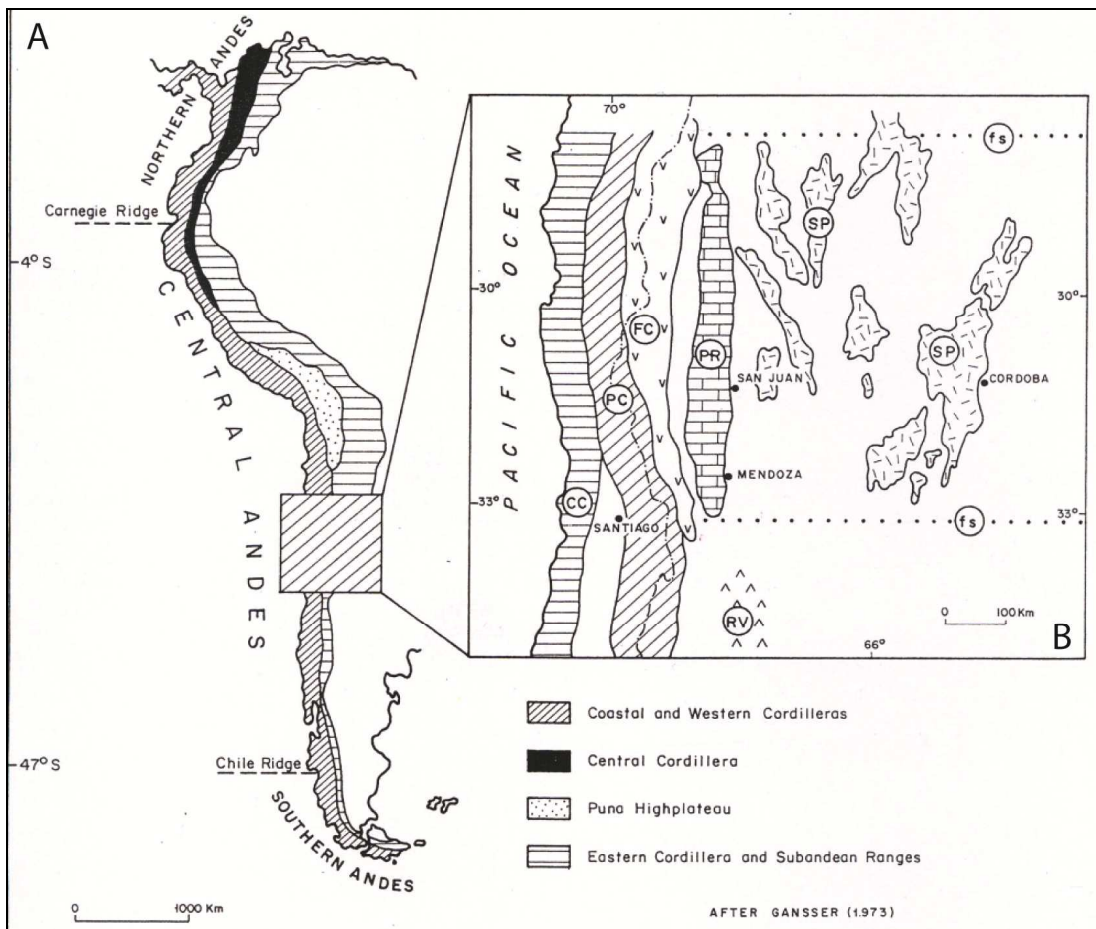 A
NORTHERN ANDES
Carnegie Ridge
4° S
CENTRAL ANDES
47° S
Chile Ridge
SOUTHERN ANDES
0 1000 Km
70°
PACIFIC OCEAN
fs
SP
30°
30°
FC
PR
SP
SAN JUAN
CORDOBA
PC
MENDOZA
CC
33°
33°
SANTIAGO
fs
RV
0 100 Km
66°
B
Coastal and Western Cordilleras
Central Cordillera
Puna Highplateau
Eastern Cordillera and Subandean Ranges
AFTER GANSSER (1.973)